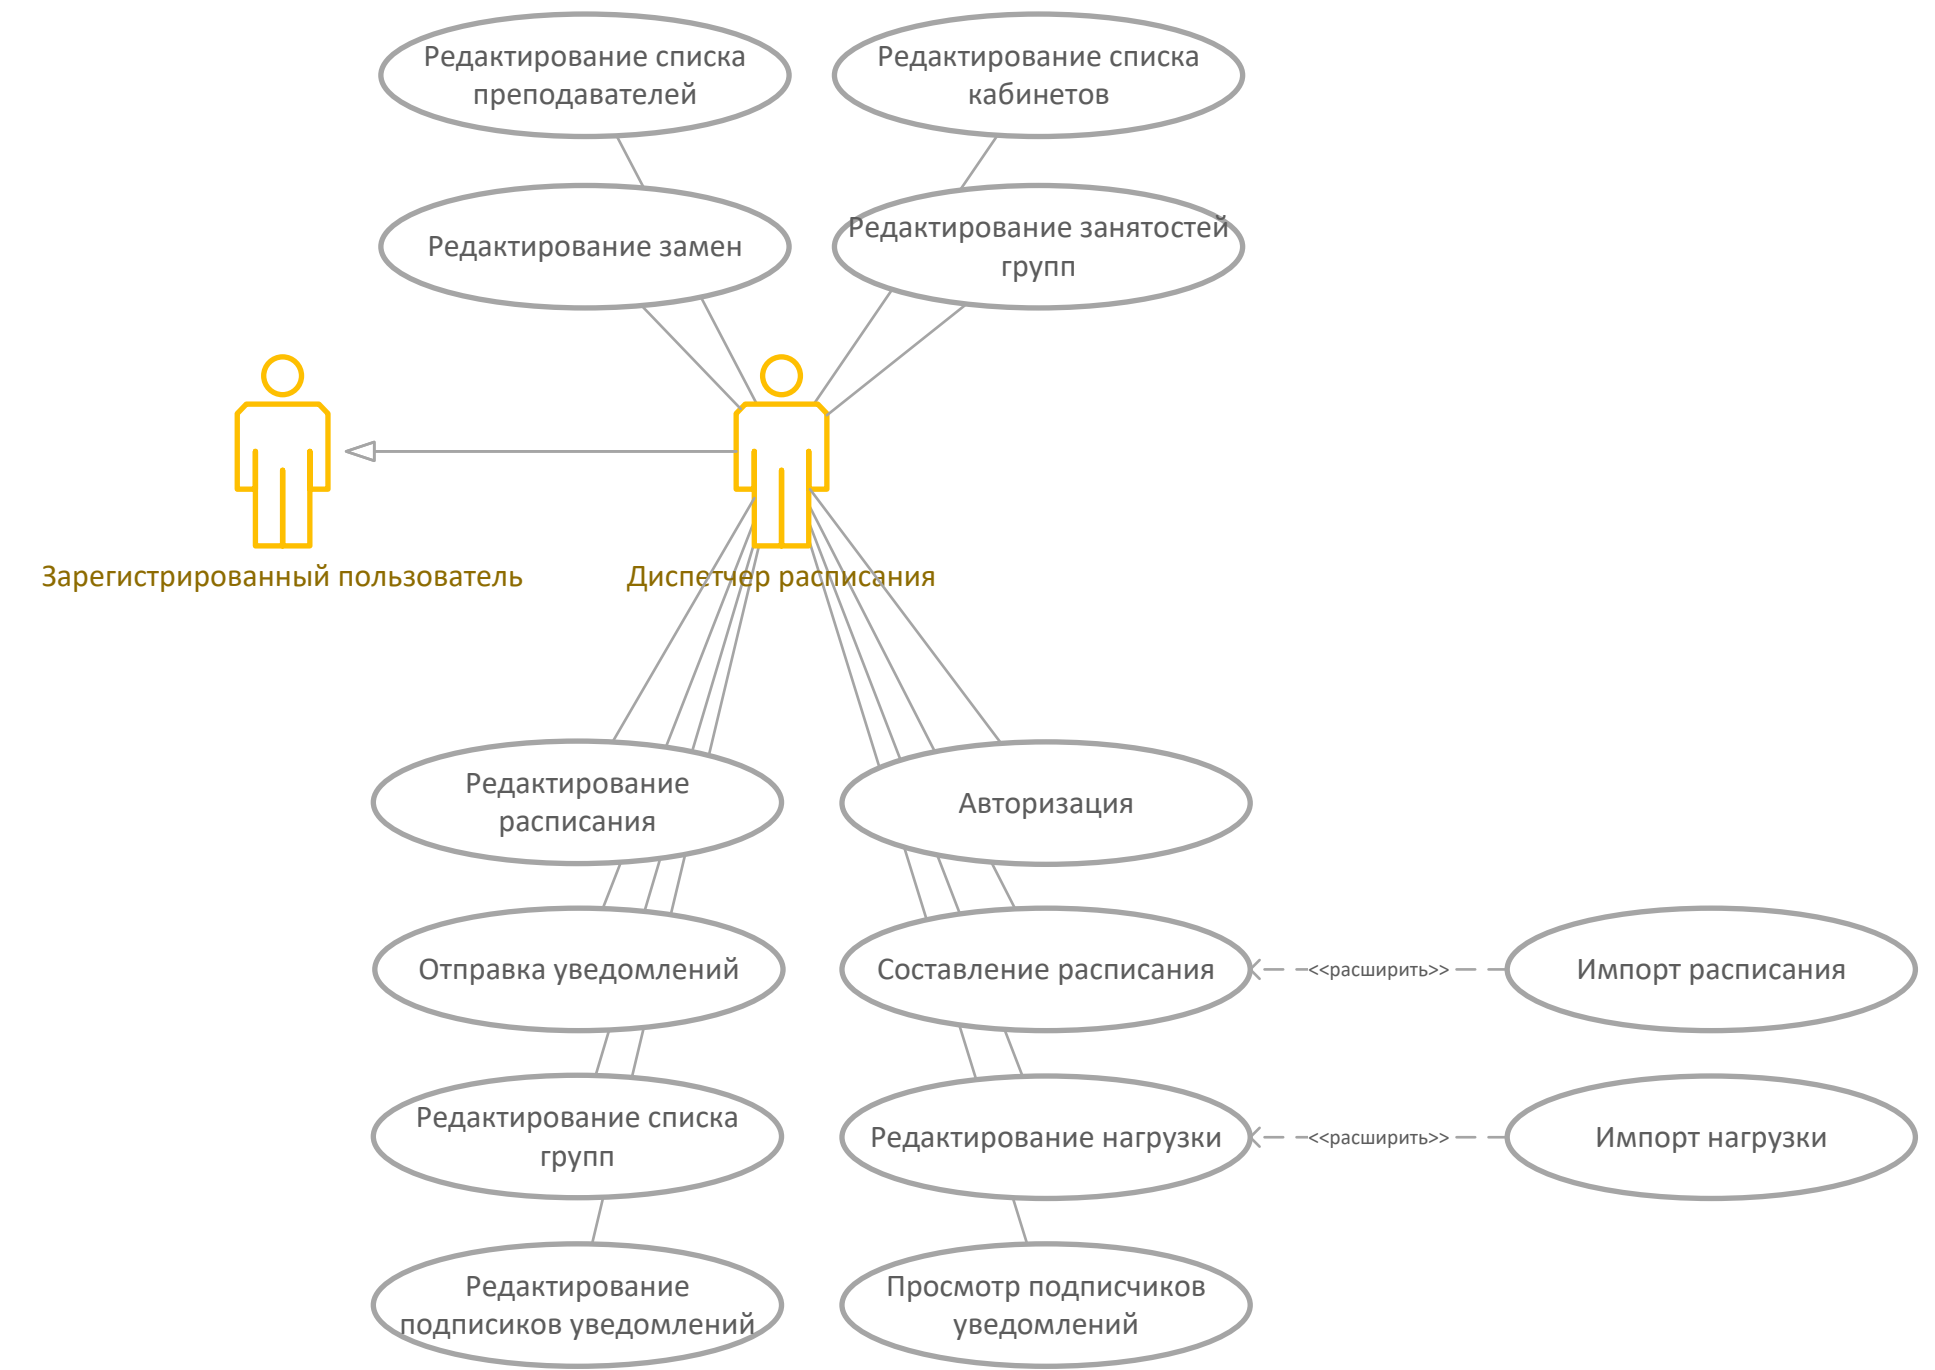 Редактирование списка
преподавателей
Редактирование списка
кабинетов
Редактирование замен
Редактирование занятостей
групп
Зарегистрированный пользователь
Диспетчер расписания
Редактирование
расписания
Авторизация
Отправка уведомлений
Составление расписания
<<расширить>>
Импорт расписания
Редактирование списка
групп
Редактирование нагрузки
<<расширить>>
Импорт нагрузки
Редактирование
подписиков уведомлений
Просмотр подписчиков
уведомлений